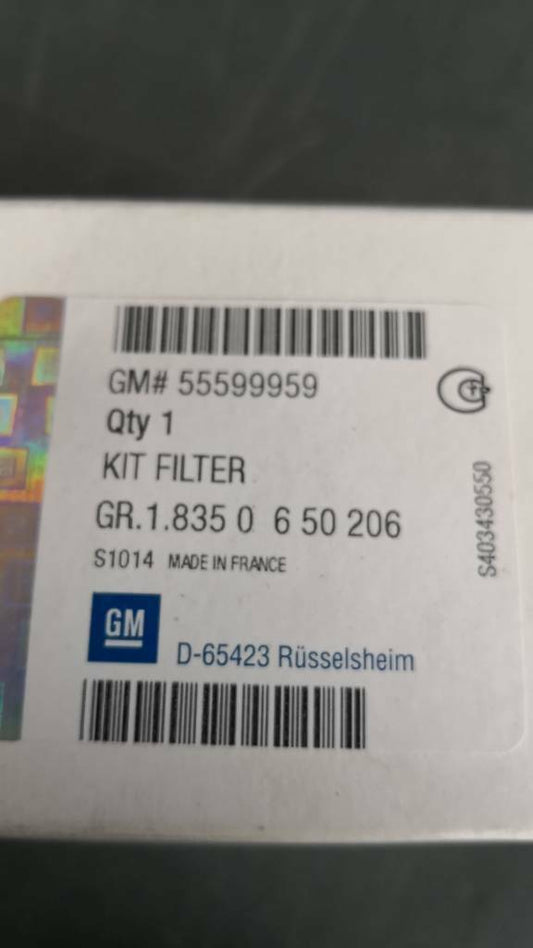 GM# 55599959
Qty 1
KIT FILTER
GR.1.835 0 6 50 206
S1014 MADE IN FRANCE
GM
D-65423 Rüsselsheim
S403430550